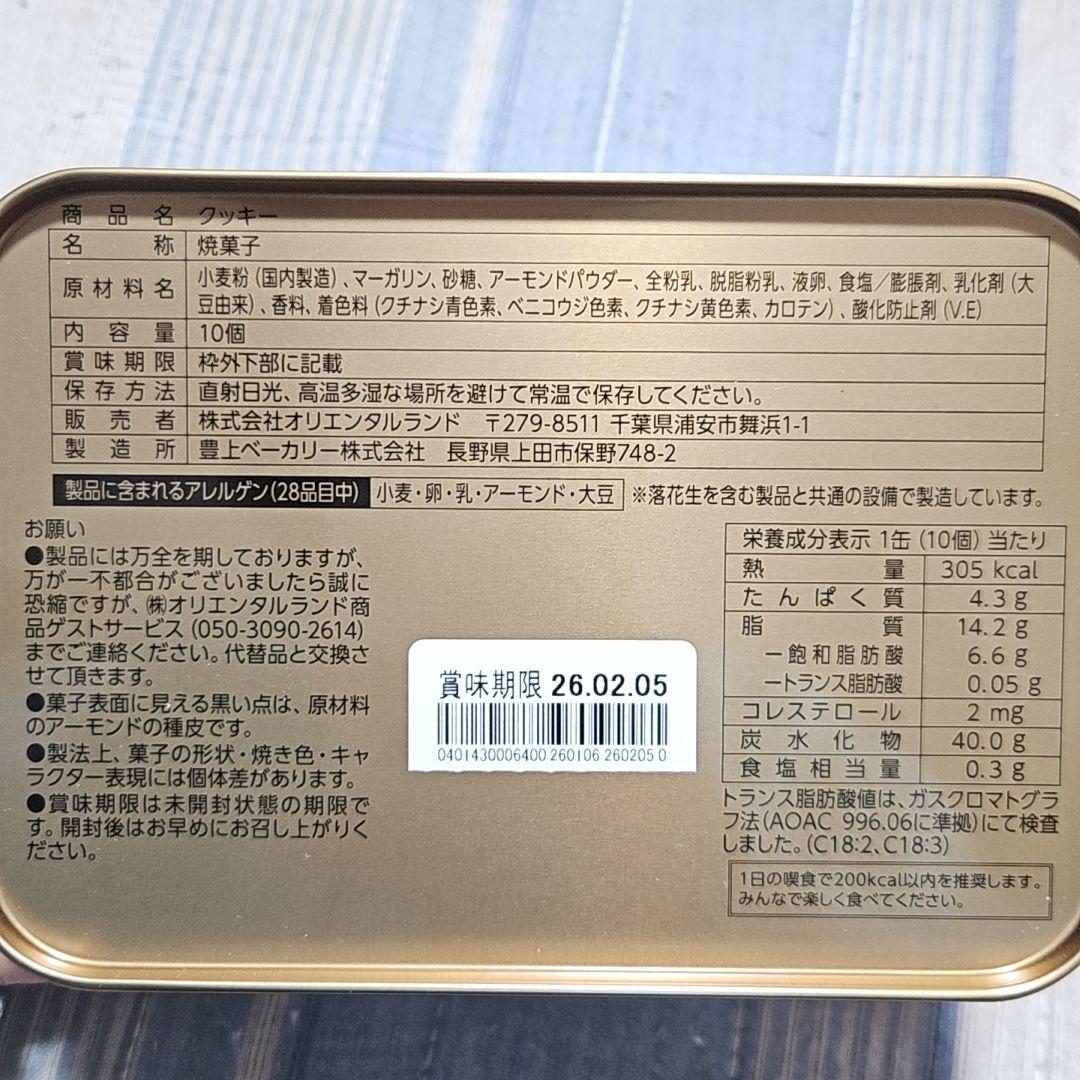 商品名 クッキー
名称 焼菓子
原材料名 小麦粉(国内製造)、マーガリン、砂糖、アーモンドパウダー、全粉乳、脱脂粉乳、液卵、食塩/膨脹剤、乳化剤(大
豆由来)、香料、着色料(クチナシ青色素、ベニコウジ色素、クチナシ黄色素、カロテン)、酸化防止剤(V.E)
内容量 10個
賞味期限 枠外下部に記載
保存方法 直射日光、高温多湿な場所を避けて常温で保存してください。
販売者 株式会社オリエンタルランド 〒279-8511 千葉県浦安市舞浜1-1
製造所 豊上ベーカリー株式会社 長野県上田市保野748-2
製品に含まれるアレルゲン(28品目中) 小麦・卵・乳・アーモンド・大豆 ※落花生を含む製品と共通の設備で製造しています。
お願い
●製品には万全を期しておりますが、
万が一不都合がございましたら誠に
恐縮ですが、㈱オリエンタルランド商
品ゲストサービス(050-3090-2614)
までご連絡ください。代替品と交換さ
せて頂きます。
●菓子表面に見える黒い点は、原材料
のアーモンドの種皮です。
●製法上、菓子の形状・焼き色・キャ
ラクター表現には個体差があります。
●賞味期限は未開封状態の期限で
す。開封後はお早めにお召し上がりく
ださい。
賞味期限 26.02.05
0401430006400 260106 260205 0
栄養成分表示 1缶(10個)当たり
熱量 305 kcal
たんぱく質 4.3 g
脂質 14.2 g
ー飽和脂肪酸 6.6 g
ートランス脂肪酸 0.05 g
コレステロール 2 mg
炭水化物 40.0 g
食塩相当量 0.3 g
トランス脂肪酸値は、ガスクロマトグラ
フ法(AOAC 996.06に準拠)にて検査
しました。(C18:2、C18:3)
1日の喫食で200kcal以内を推奨します。
みんなで楽しく食べてください。